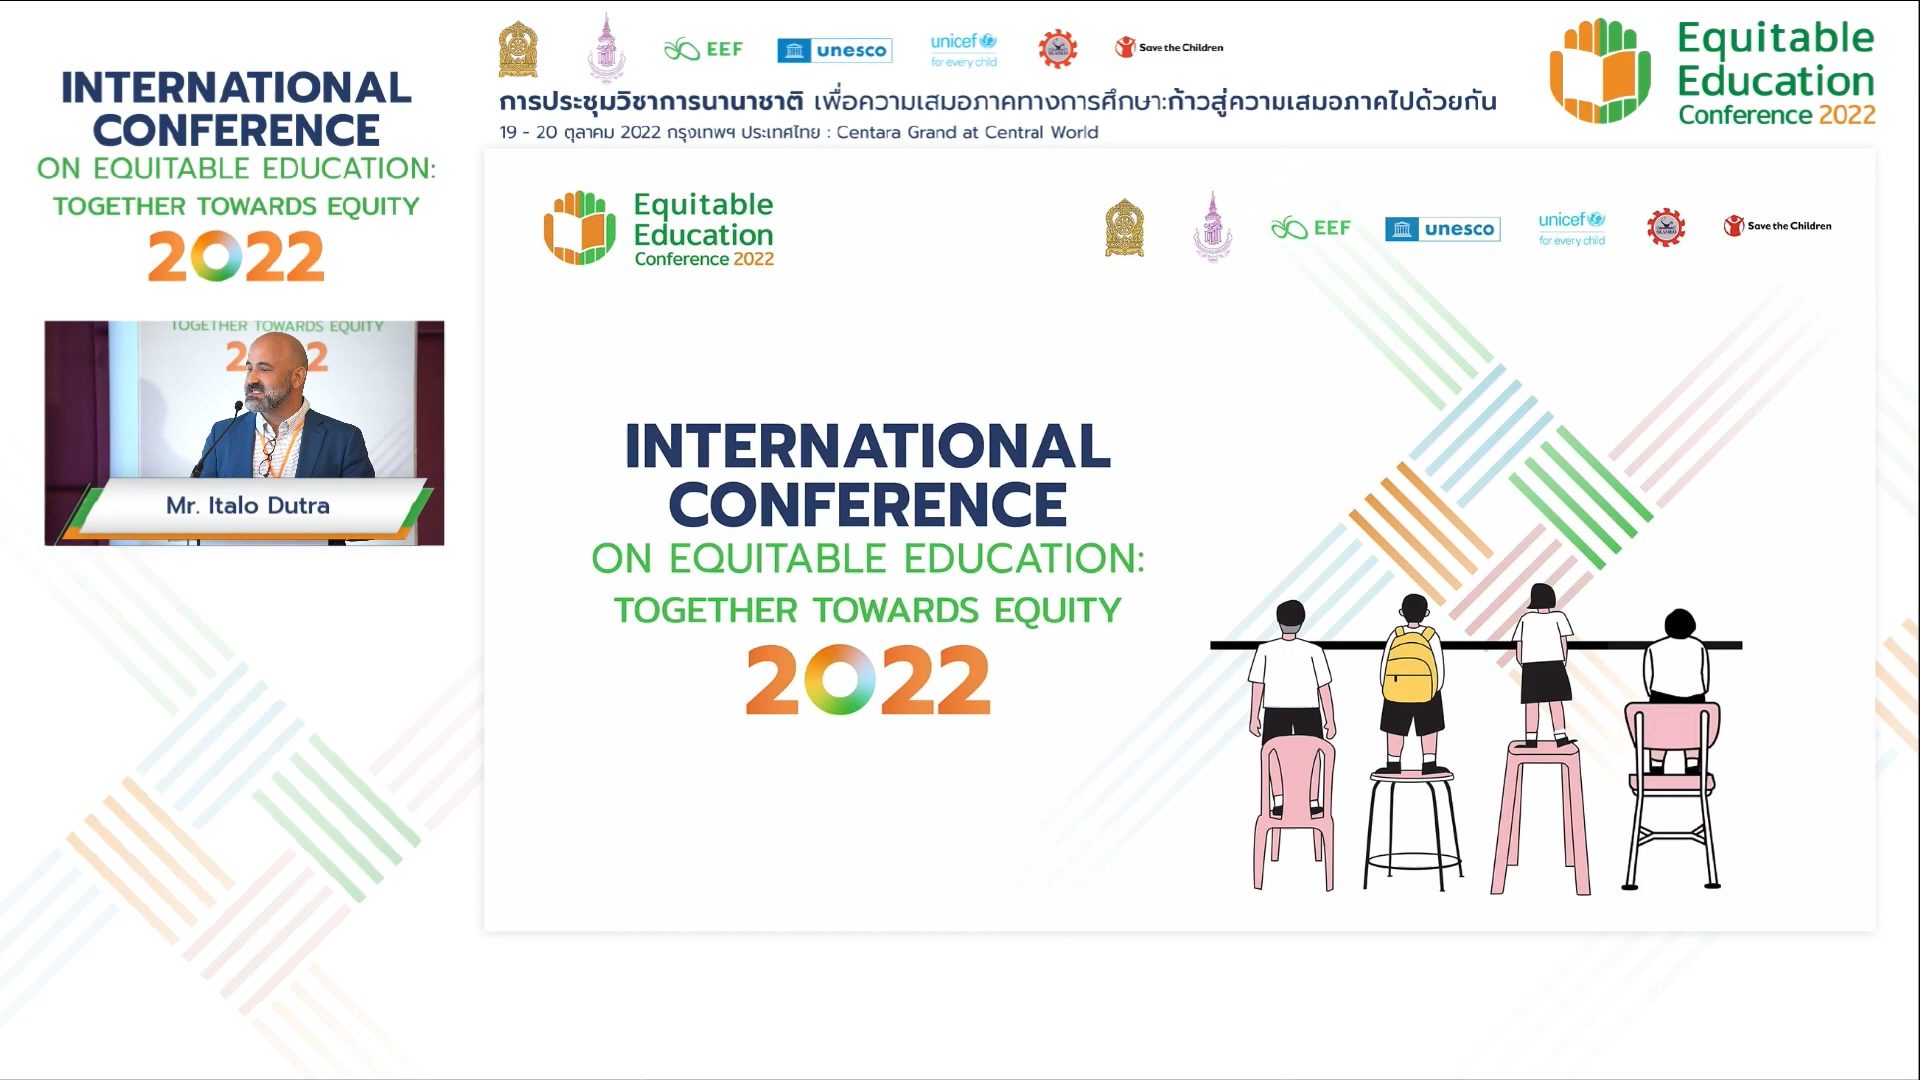 INTERNATIONAL
CONFERENCE
ON EQUITABLE EDUCATION:
TOGETHER TOWARDS EQUITY
2022
EEF
unesco
unicef
for every child
Save the Children
การประชุมวิชาการนานาชาติ เพื่อความเสมอภาคทางการศึกษา:ก้าวสู่ความเสมอภาคไปด้วยกัน
19 - 20 ตุลาคม 2022 กรุงเทพฯ ประเทศไทย : Centara Grand at Central World
Equitable
Education
Conference 2022
TOGETHER TOWARDS EQUITY
Mr. Italo Dutra
Equitable
Education
Conference 2022
EEF
unesco
unicef
for every child
Save the Children
INTERNATIONAL
CONFERENCE
ON EQUITABLE EDUCATION:
TOGETHER TOWARDS EQUITY
2022